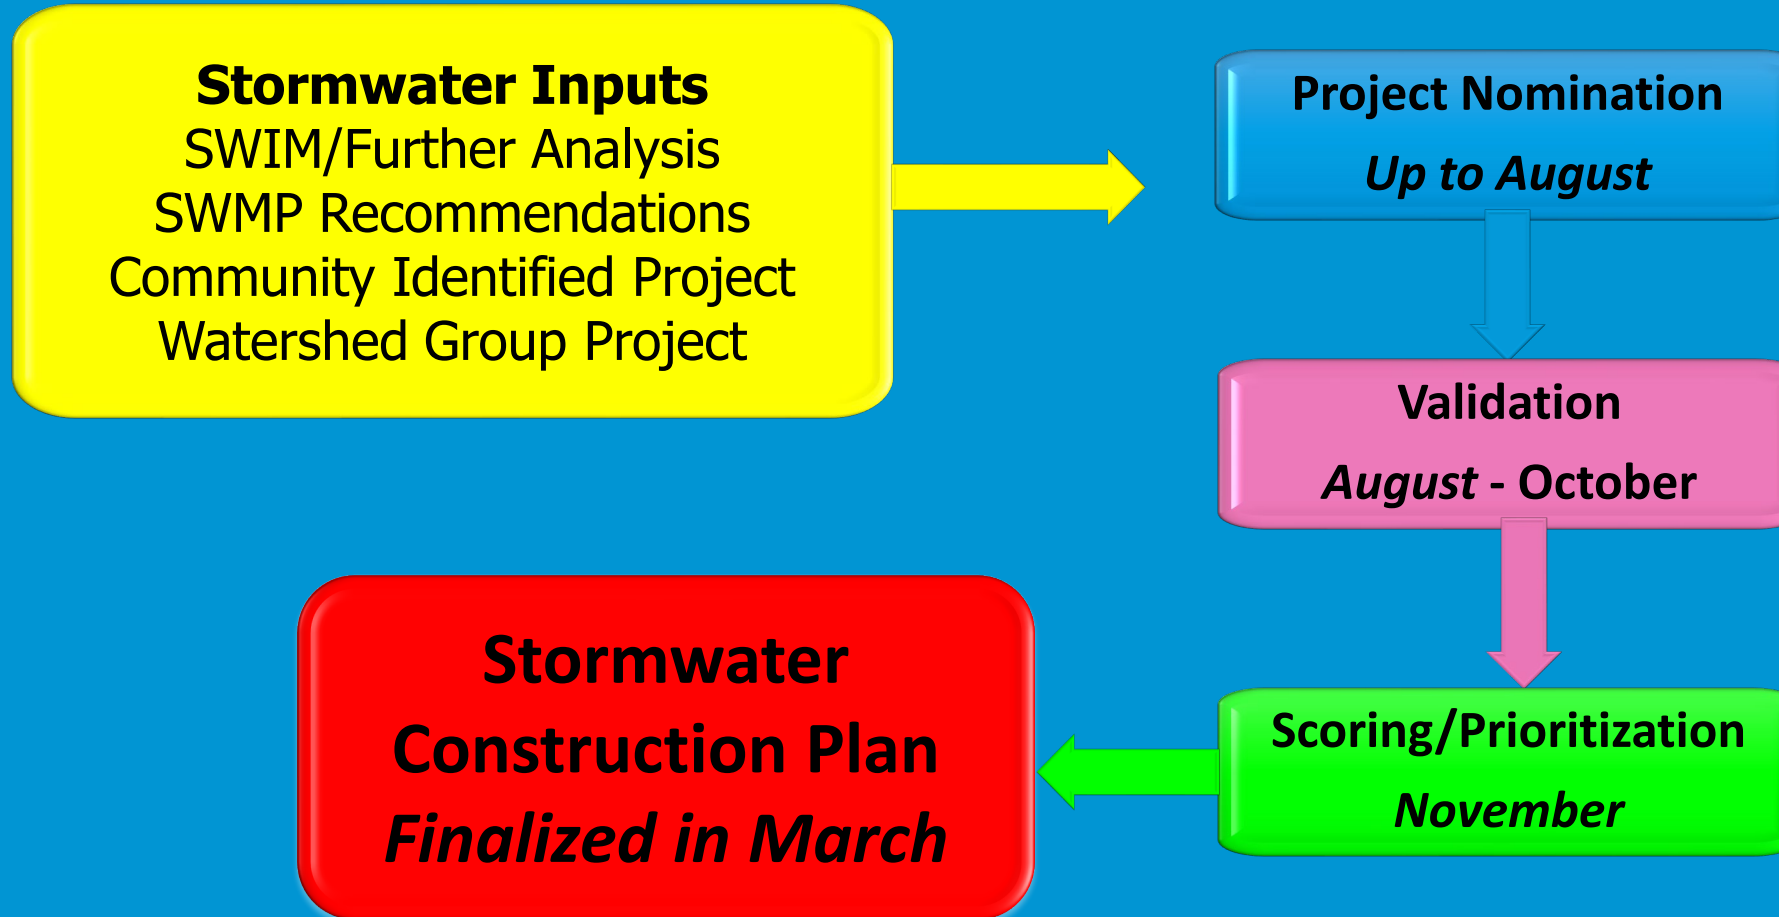 Stormwater Inputs
SWIM/Further Analysis
SWMP Recommendations
Community Identified Project
Watershed Group Project
Project Nomination
Up to August
Validation
August - October
Scoring/Prioritization
November
Stormwater
Construction Plan
Finalized in March